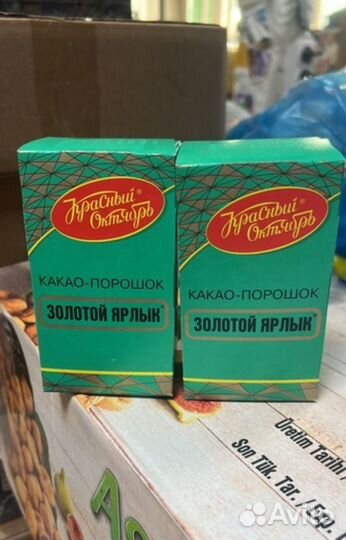 Красный
Октябрь
КАКАО-ПОРОШОК
ЗОЛОТОЙ ЯРЛЫК
Красный
Октябрь
КАКАО-ПОРОШОК
ЗОЛОТОЙ ЯРЛЫК
Üretim Tarihi /
Son Tük. Tar. /
Avito